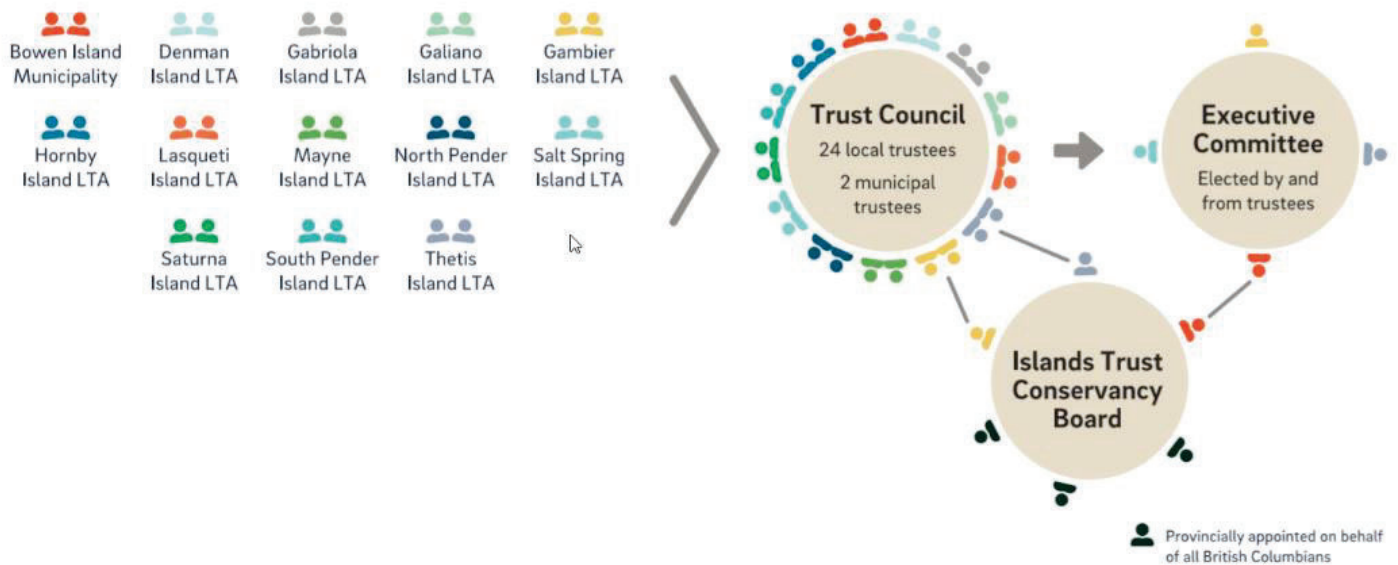 Bowen Island
Municipality
Denman
Island LTA
Gabriola
Island LTA
Galiano
Island LTA
Gambier
Island LTA
Hornby
Island LTA
Lasqueti
Island LTA
Mayne
Island LTA
North Pender
Island LTA
Salt Spring
Island LTA
Saturna
Island LTA
South Pender
Island LTA
Thetis
Island LTA
Trust Council
24 local trustees
2 municipal
trustees
Executive
Committee
Elected by and
from trustees
Islands Trust
Conservancy
Board
Provincially appointed on behalf
of all British Columbians